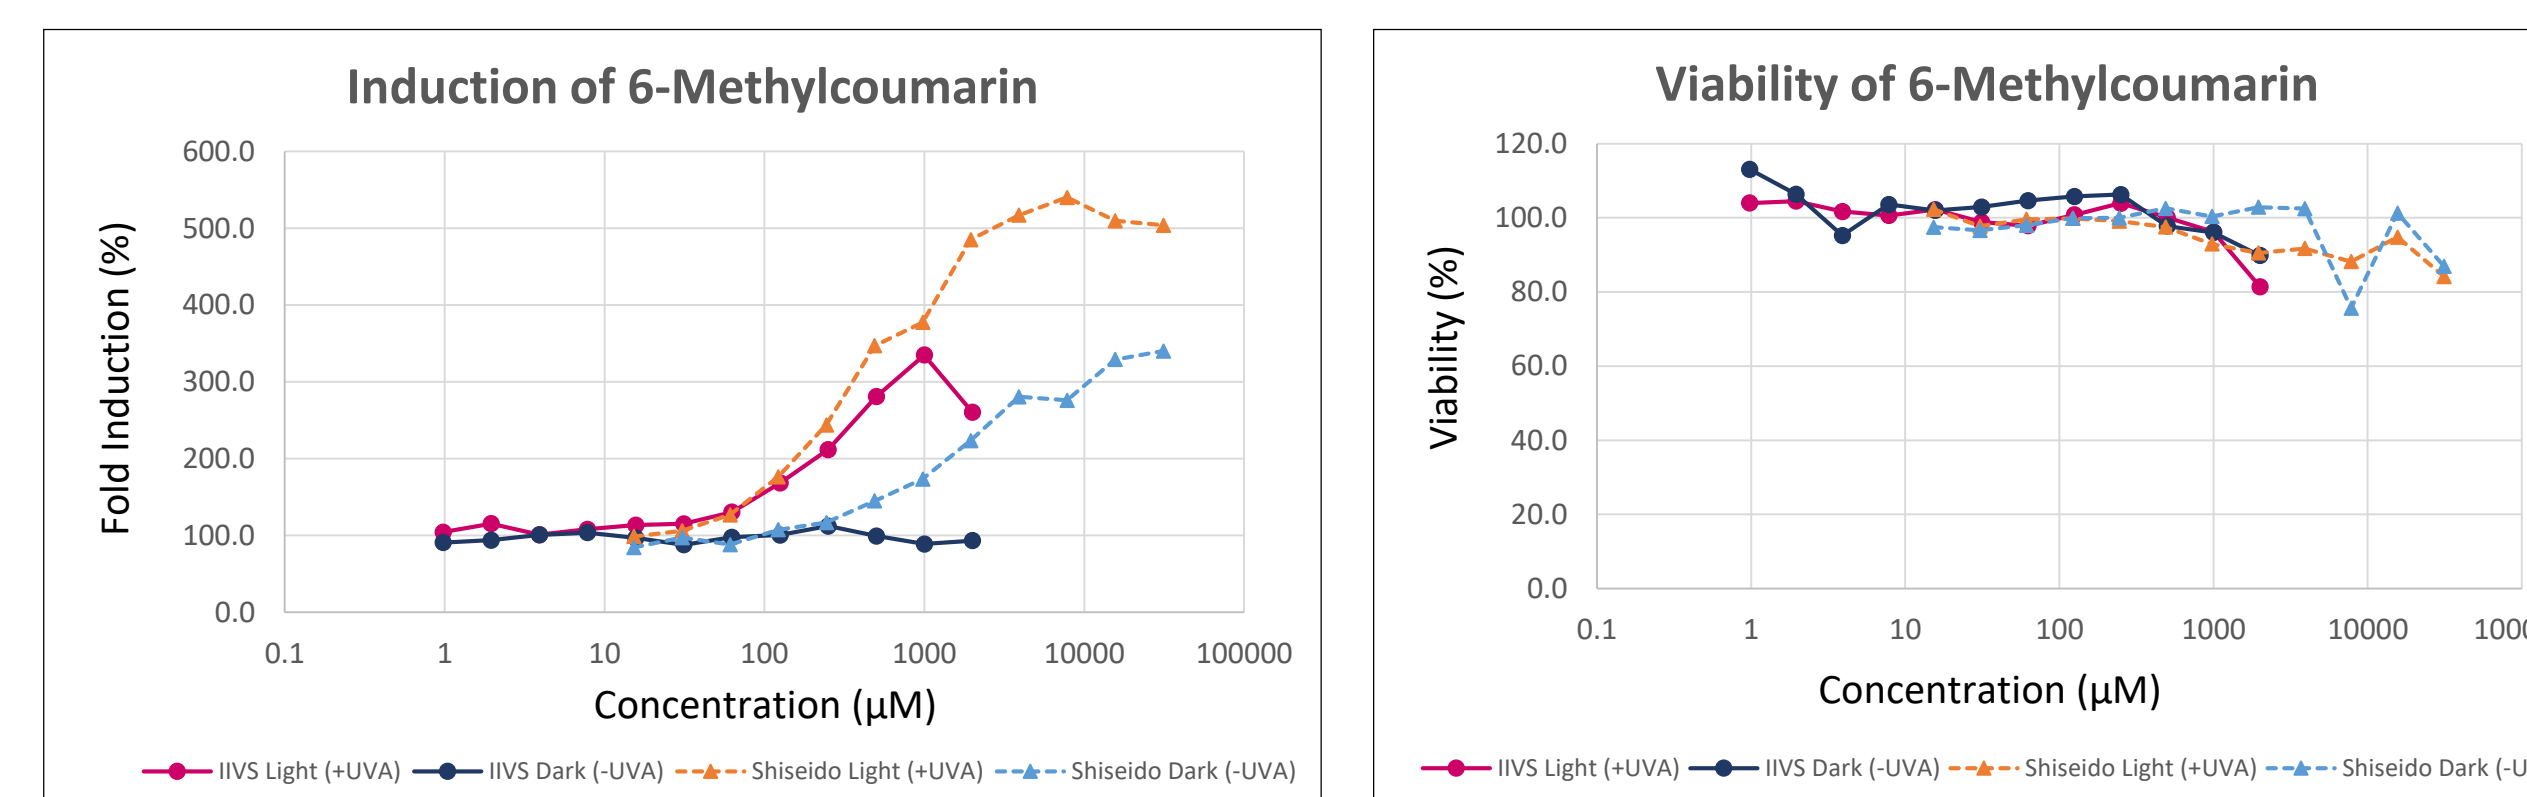 Induction of 6-Methylcoumarin
Fold Induction (%)
600.0
500.0
400.0
300.0
200.0
100.0
0.0
0.1 1 10 100 1000 10000 100000
Concentration (µM)
IIVS Light (+UVA) IIVS Dark (-UVA) Shiseido Light (+UVA) Shiseido Dark (-UVA)
Viability of 6-Methylcoumarin
Viability (%)
120.0
100.0
80.0
60.0
40.0
20.0
0.0
0.1 1 10 100 1000 10000
Concentration (µM)
IIVS Light (+UVA) IIVS Dark (-UVA) Shiseido Light (+UVA) Shiseido Dark